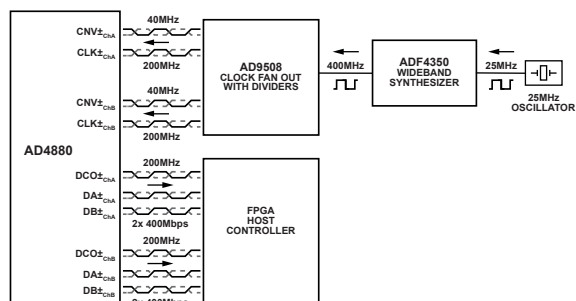 40MHz
CNV±ChA
CLK±ChA
200MHz
40MHz
CNV±ChB
CLK±ChB
200MHz
AD9508
CLOCK FAN OUT
WITH DIVIDERS
400MHz
ADF4350
WIDEBAND
SYNTHESIZER
25MHz
25MHz
OSCILLATOR
AD4880
200MHz
DCO±ChA
DA±ChA
DB±ChA
2x 400Mbps
200MHz
DCO±ChB
DA±ChB
DB±ChB
2x 400Mbps
FPGA
HOST
CONTROLLER